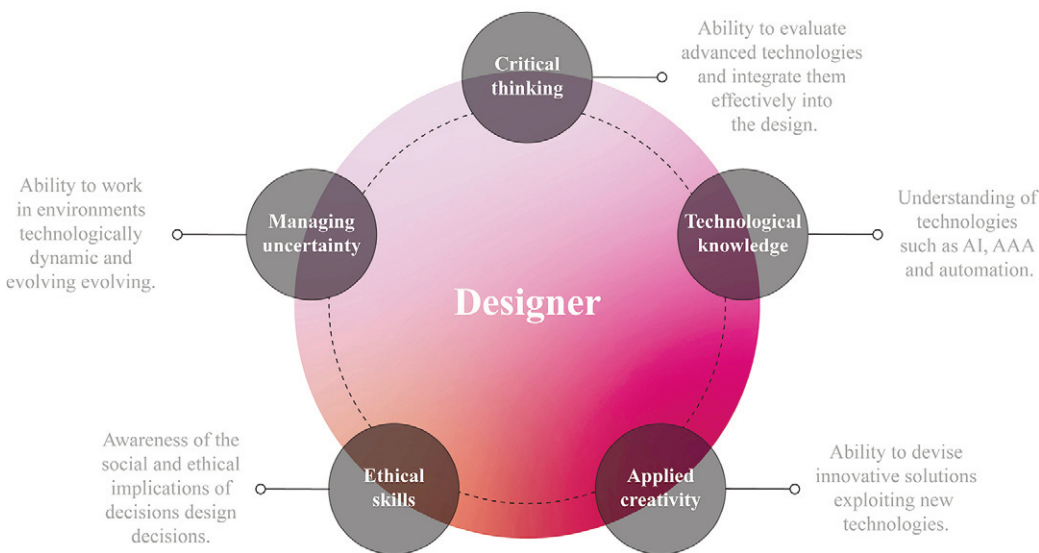 Critical
thinking
Ability to evaluate
advanced technologies
and integrate them
effectively into
the design.
Managing
uncertainty
Ability to work
in environments
technologically
dynamic and
evolving evolving.
Technological
knowledge
Understanding of
technologies
such as AI, AAA
and automation.
Designer
Ethical
skills
Awareness of the
social and ethical
implications of
decisions design
decisions.
Applied
creativity
Ability to devise
innovative solutions
exploiting new
technologies.